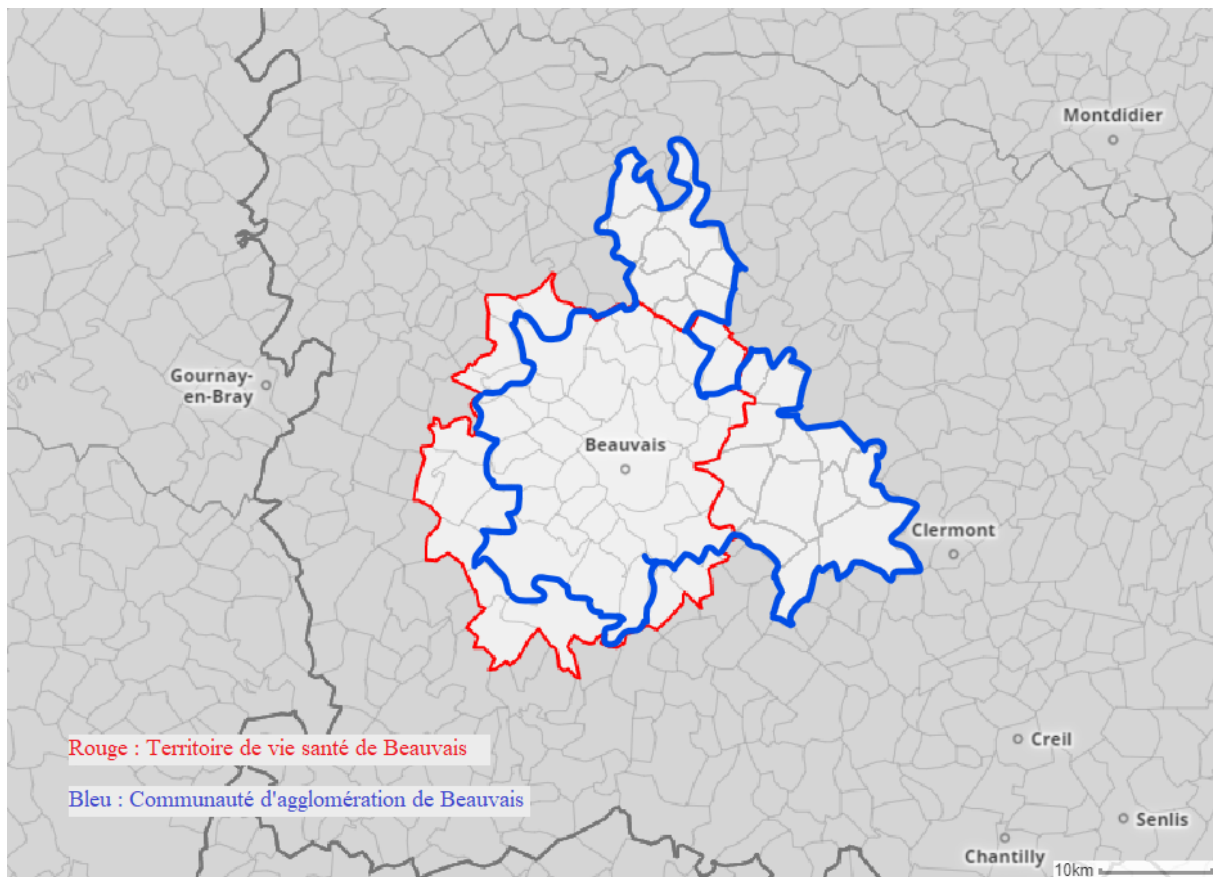 Montdidier
Gournay-
en-Bray
Beauvais
Clermont
Rouge : Territoire de vie santé de Beauvais
Creil
Bleu : Communauté d'agglomération de Beauvais
Senlis
Chantilly
10km